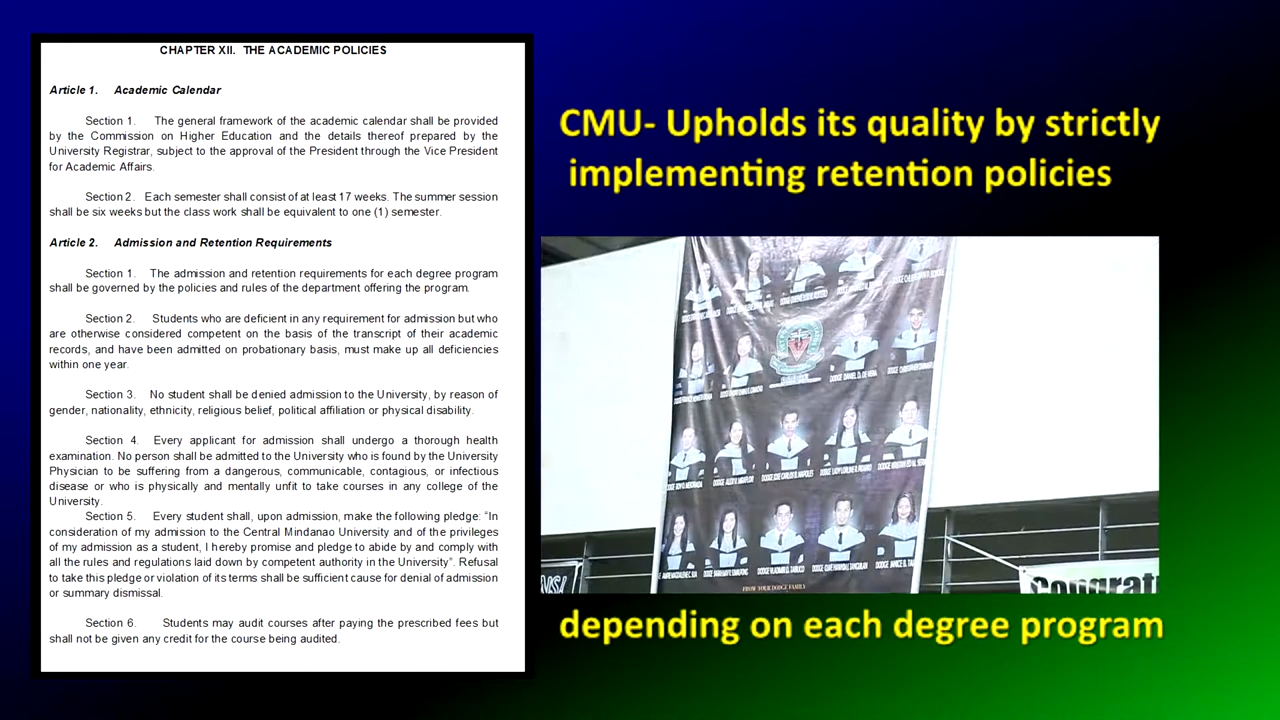 CHAPTER XII. THE ACADEMIC POLICIES
Article 1. Academic Calendar
Section 1. The general framework of the academic calendar shall be provided
by the Commission on Higher Education and the details thereof prepared by the
University Registrar, subject to the approval of the President through the Vice President
for Academic Affairs.
Section 2. Each semester shall consist of at least 17 weeks. The summer session
shall be six weeks but the class work shall be equivalent to one (1) semester.
Article 2. Admission and Retention Requirements
Section 1. The admission and retention requirements for each degree program
shall be governed by the policies and rules of the department offering the program.
Section 2. Students who are deficient in any requirement for admission but who
are otherwise considered competent on the basis of the transcript of their academic
records, and have been admitted on probationary basis, must make up all deficiencies
within one year.
Section 3. No student shall be denied admission to the University, by reason of
gender, nationality, ethnicity, religious belief, political affiliation or physical disability.
Section 4. Every applicant for admission shall undergo a thorough health
examination. No person shall be admitted to the University who is found by the University
Physician to be suffering from a dangerous, communicable, contagious, or infectious
disease or who is physically and mentally unfit to take courses in any college of the
University.
Section 5. Every student shall, upon admission, make the following pledge: “In
consideration of my admission to the Central Mindanao University and of the privileges
of my admission as a student, I hereby promise and pledge to abide by and comply with
all the rules and regulations laid down by competent authority in the University”. Refusal
to take this pledge or violation of its terms shall be sufficient cause for denial of admission
or summary dismissal.
Section 6. Students may audit courses after paying the prescribed fees but
shall not be given any credit for the course being audited.
CMU- Upholds its quality by strictly
implementing retention policies
DODGE DANIEL D. DE VERA
FROM YOUR DODGE FAMILY
Congrat
depending on each degree program